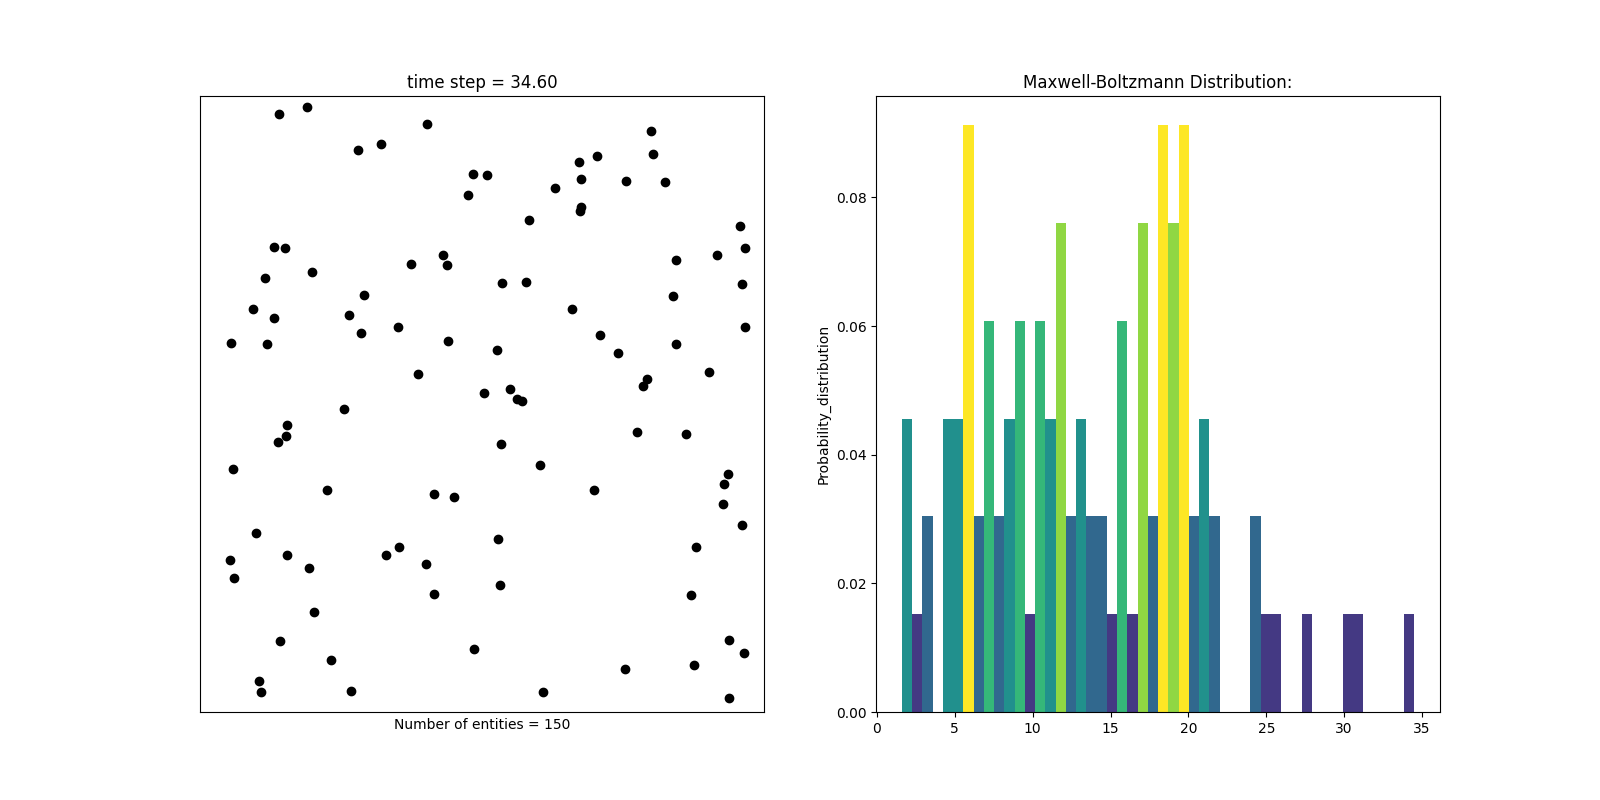 time step = 34.60
Number of entities = 150
Maxwell-Boltzmann Distribution:
Probability_distribution
0.08
0.06
0.04
0.02
0.00
0 5 10 15 20 25 30 35